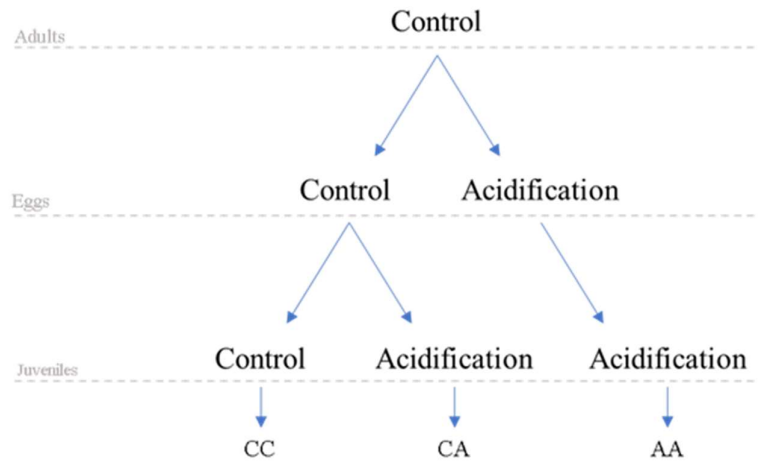 Control
Adults
Control Acidification
Eggs
Control Acidification Acidification
Juveniles
CC CA AA